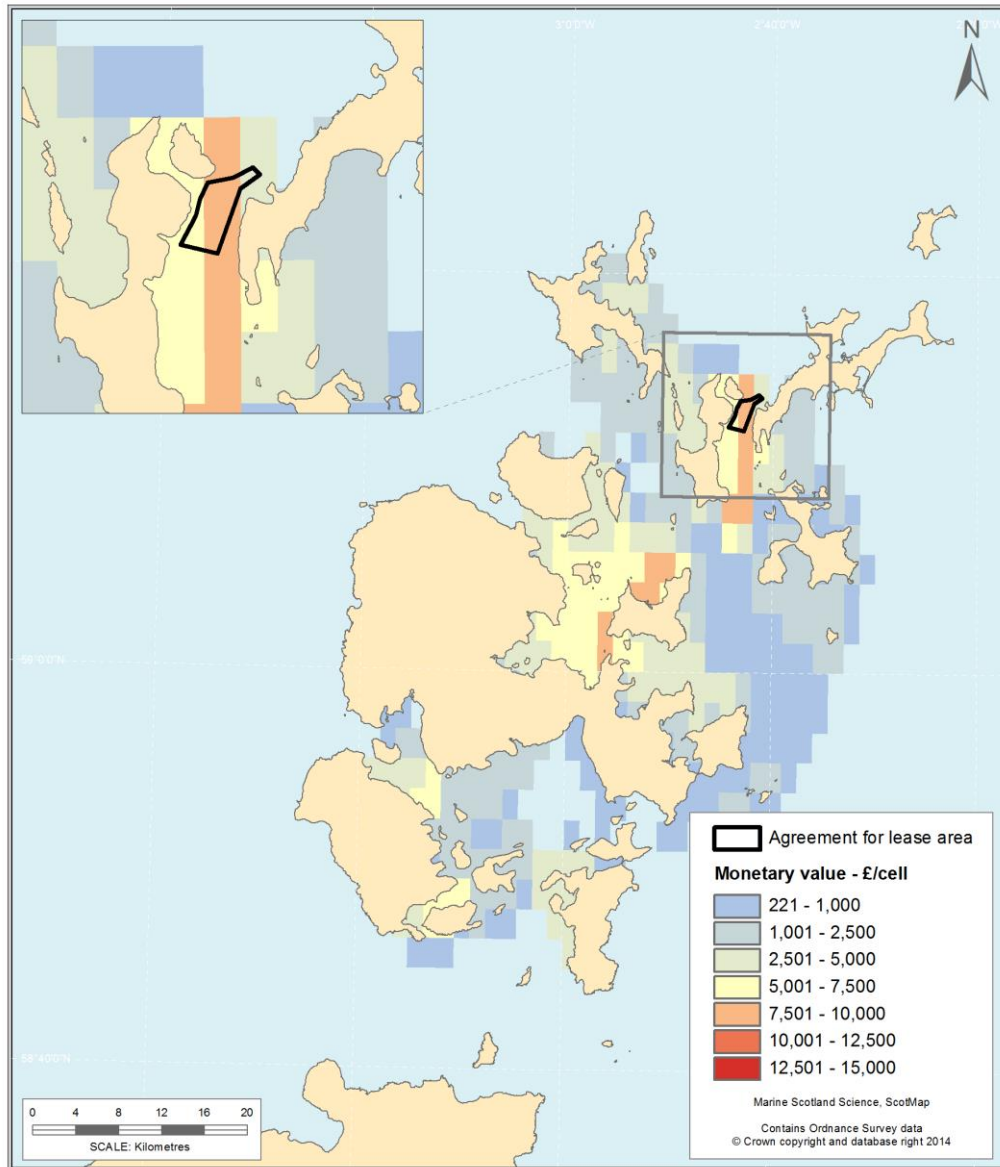 3°0'0"W
2°40'0"W
N
59°0'0"N
58°40'0"N
Agreement for lease area
Monetary value - £/cell
221 - 1,000
1,001 - 2,500
2,501 - 5,000
5,001 - 7,500
7,501 - 10,000
10,001 - 12,500
12,501 - 15,000
Marine Scotland Science, ScotMap
Contains Ordnance Survey data
© Crown copyright and database right 2014
0 4 8 12 16 20
SCALE: Kilometres